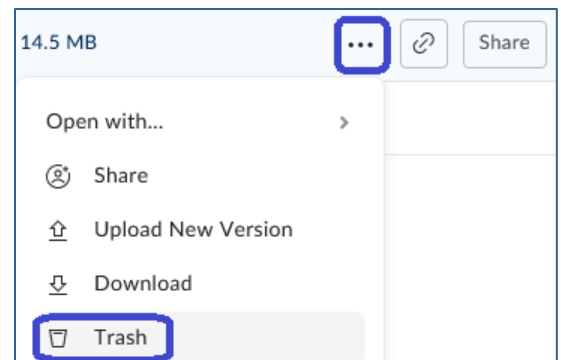 14.5 MB ... Share
Open with...
Share
Upload New Version
Download
Trash